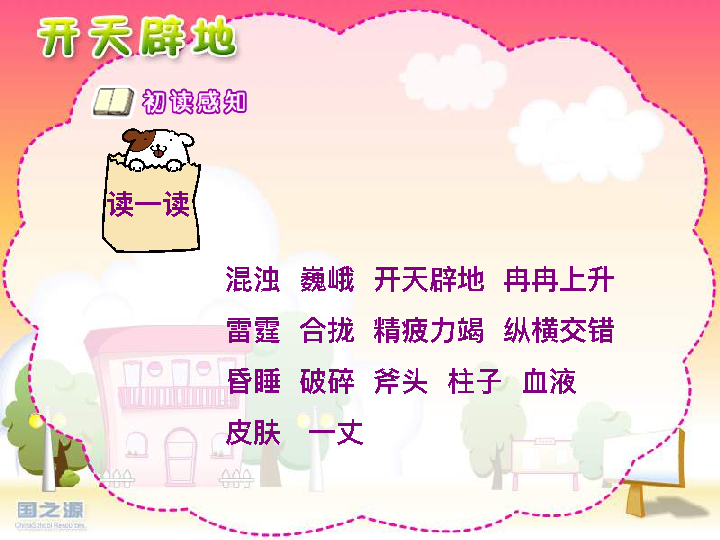 开天辟地
初读感知
读一读
混浊 巍峨 开天辟地 冉冉上升
雷霆 合拢 精疲力竭 纵横交错
昏睡 破碎 斧头 柱子 血液
皮肤 一丈
国之源